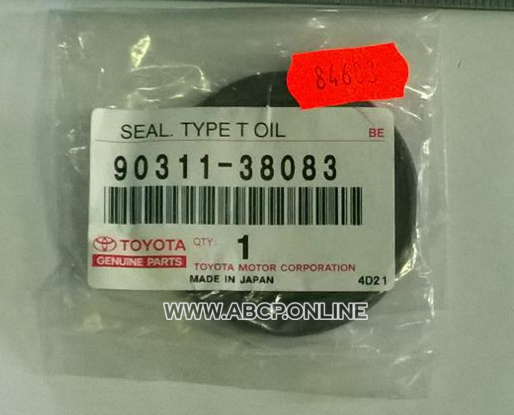 84603
SEAL. TYPE T OIL BE
90311-38083
TOYOTA QTY: 1
GENUINE PARTS TOYOTA MOTOR CORPORATION
MADE IN JAPAN 4D21
WWW.ABCP.ONLINE